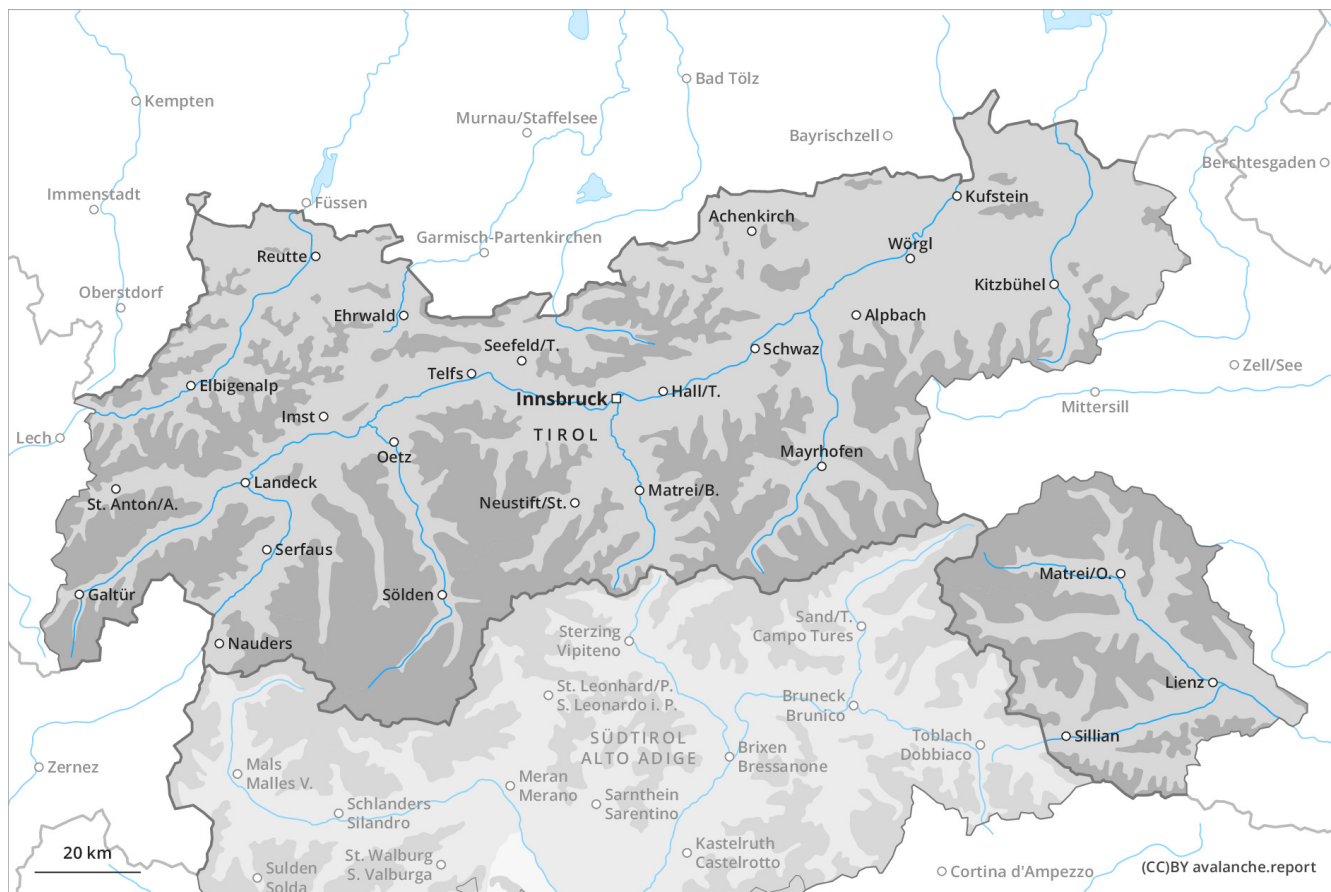 Kempten
Bad Tölz
Murnau/Staffelsee
Bayrischzell
Berchtesgaden
Immenstadt
Füssen
Kufstein
Achenkirch
Garmisch-Partenkirchen
Wörgl
Reutte
Kitzbühel
Oberstdorf
Ehrwald
Alpbach
Seefeld/T.
Schwaz
Zell/See
Telfs
Elbigenalp
Hall/T.
Innsbruck
Mittersill
Imst
TIROL
Lech
Oetz
Mayrhofen
Landeck
Matrei/B.
St. Anton/A.
Neustift/St.
Serfaus
Matrei/O.
Galtür
Sölden
Sand/T.
Campo Tures
Sterzing
Vipiteno
Nauders
Lienz
St. Leonhard/P.
S. Leonardo i. P.
Bruneck
Brunico
Toblach
Dobbiaco
Sillian
SÜDTIROL
ALTO ADIGE
Brixen
Bressanone
Zernez
Mals
Malles V.
Meran
Merano
Sarnthein
Sarentino
Schlanders
Silandro
20 km
St. Walburg
S. Valburga
Kastelruth
Castelrotto
Sulden
Solda
Cortina d'Ampezzo
(CC)BY avalanche.report